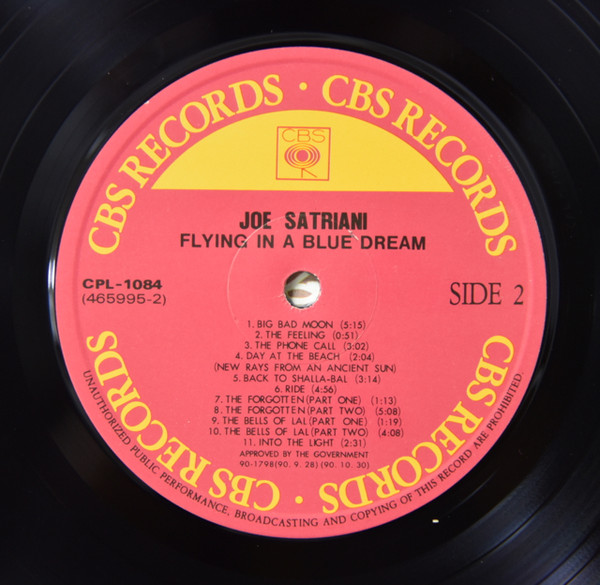 CBS RECORDS · CBS RECORDS
CBS
JOE SATRIANI
FLYING IN A BLUE DREAM
CPL-1084
(465995-2)
SIDE 2
1. BIG BAD MOON (5:15)
2. THE FEELING (0:51)
3. THE PHONE CALL (3:02)
4. DAY AT THE BEACH (2:04)
(NEW RAYS FROM AN ANCIENT SUN)
5. BACK TO SHALLA-BAL (3:14)
6. RIDE (4:56)
7. THE FORGOTTEN(PART ONE) (1:13)
8. THE FORGOTTEN(PART TWO) (5:08)
9. THE BELLS OF LAL(PART ONE) (1:19)
10. THE BELLS OF LAL(PART TWO) (4:08)
11. INTO THE LIGHT (2:31)
APPROVED BY THE GOVERNMENT
90-1798(90. 9. 28) (90. 10. 30)
CBS RECORDS · CBS RECORDS
UNAUTHORIZED PUBLIC PERFORMANCE, BROADCASTING AND COPYING OF THIS RECORD ARE PROHIBITED.